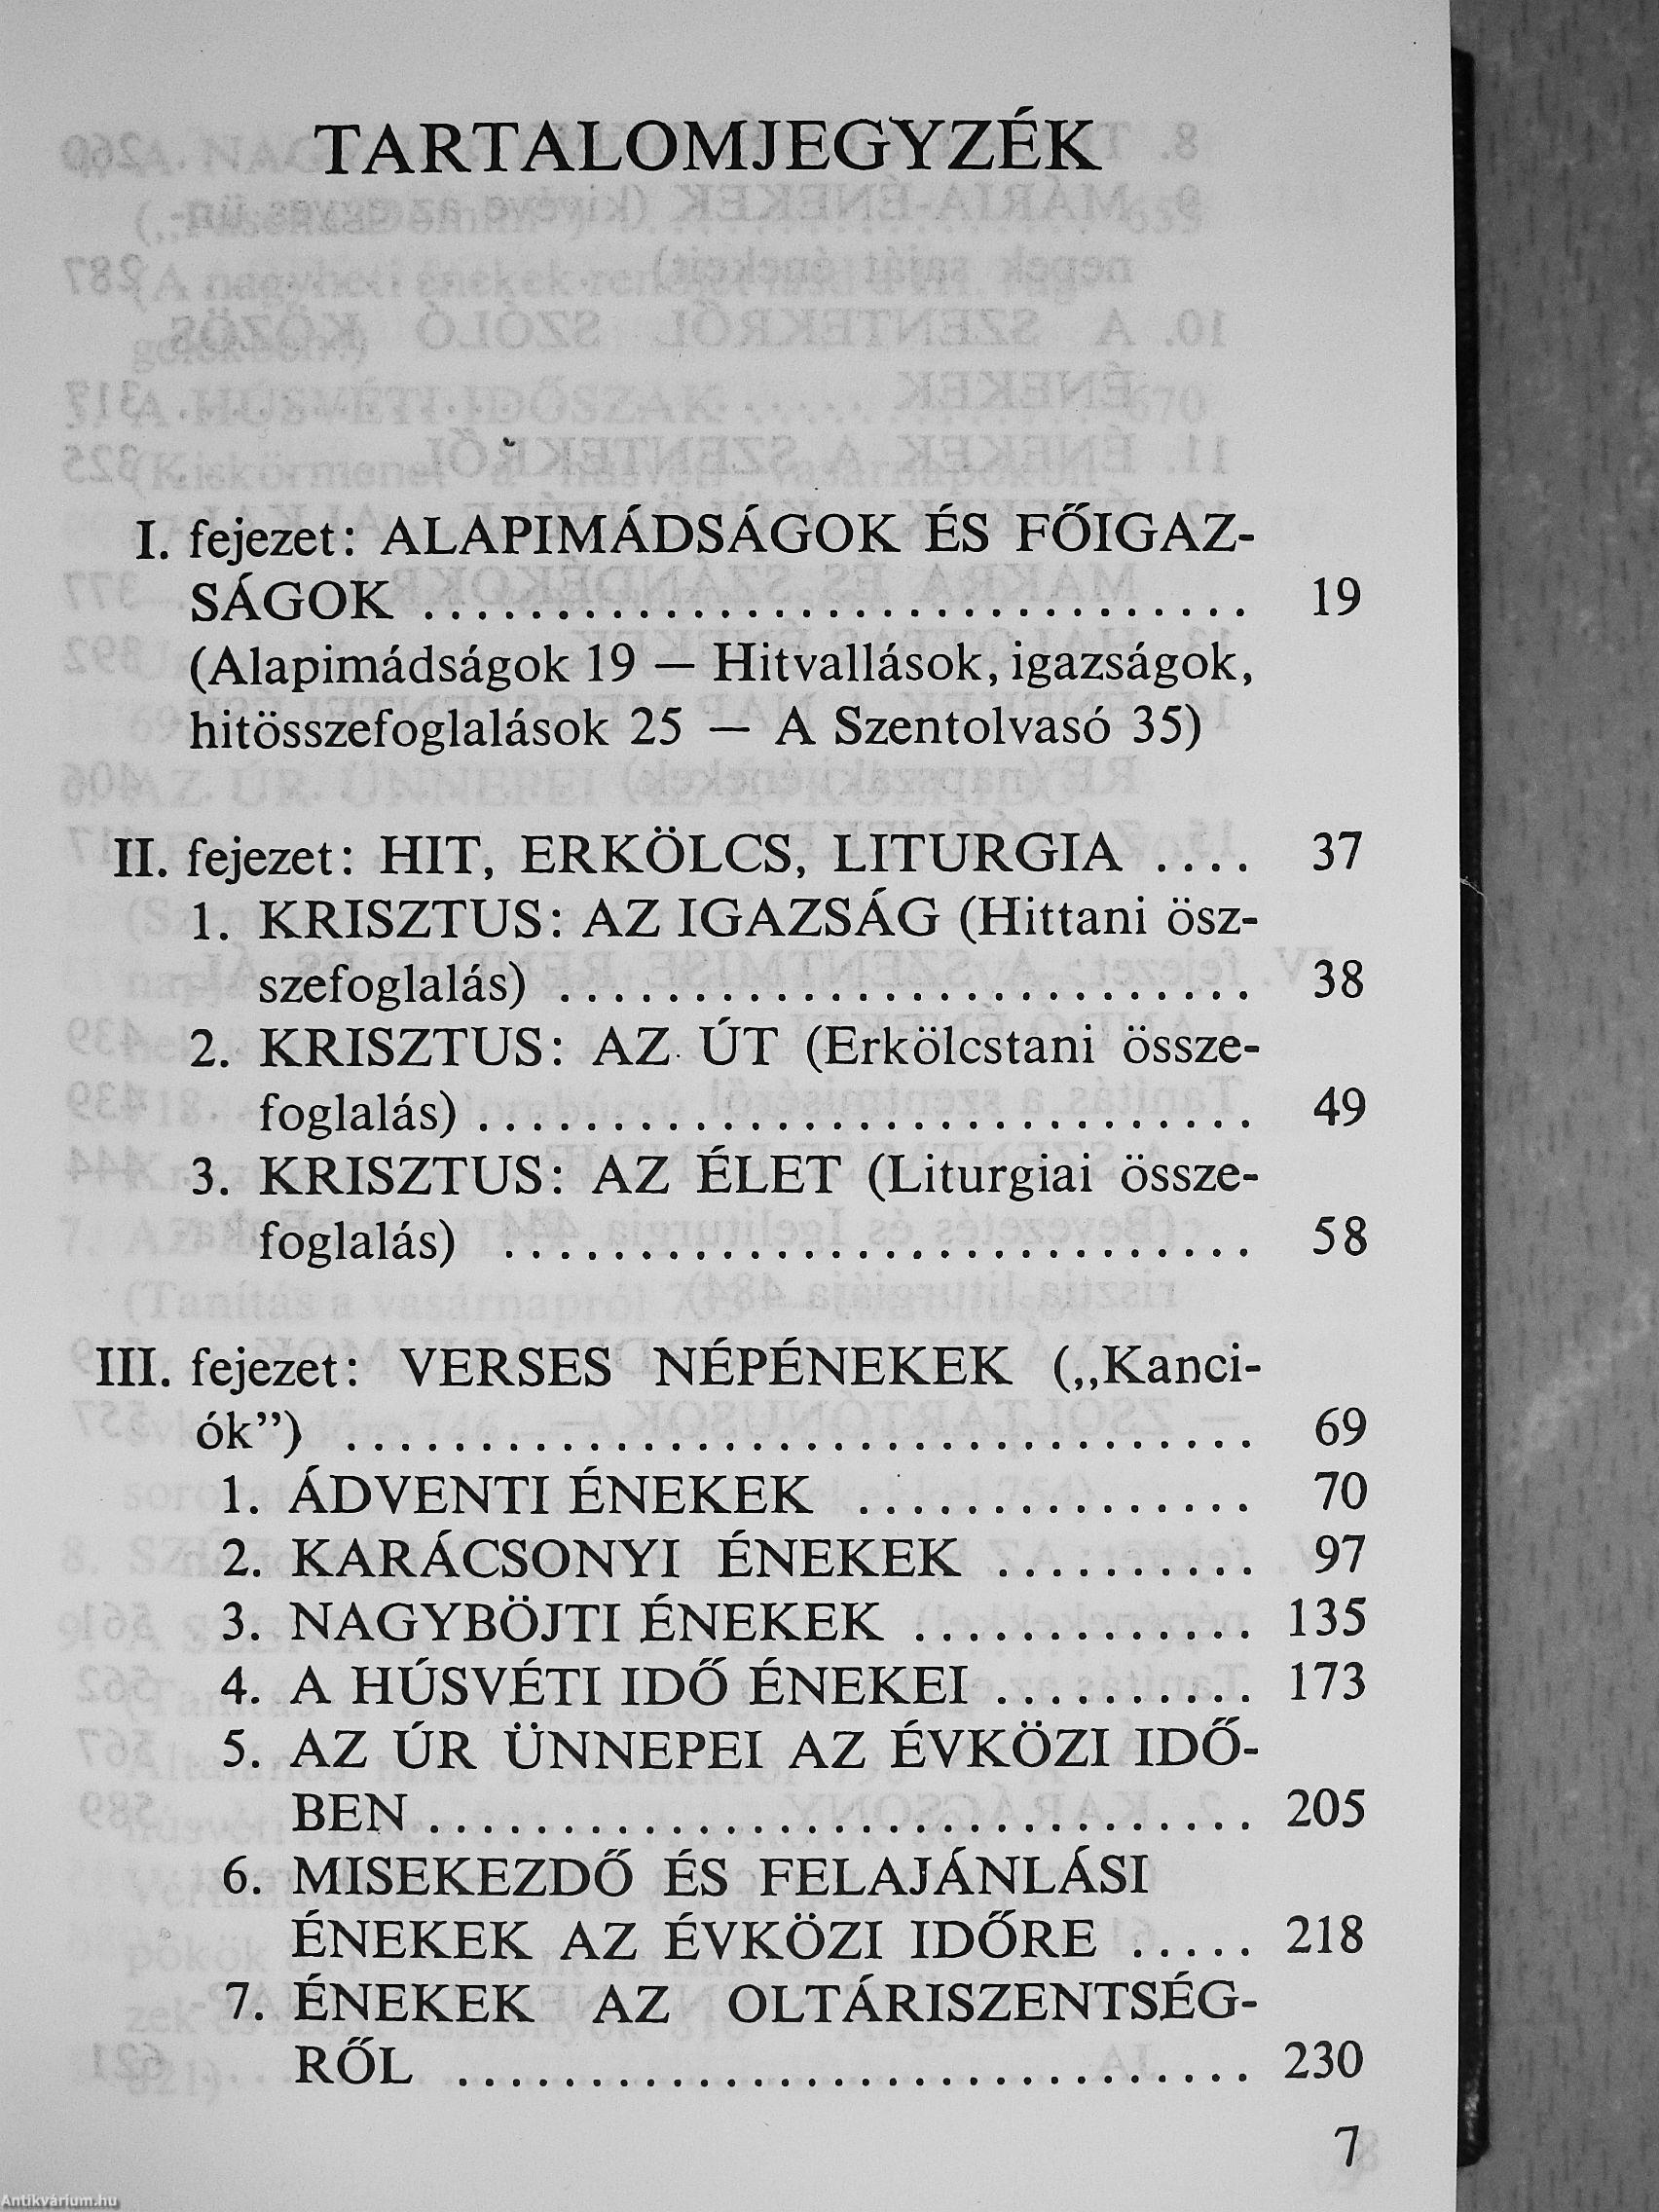 TARTALOMJEGYZÉK
I. fejezet: ALAPIMÁDSÁGOK ÉS FŐIGAZ-
SÁGOK ............................... 19
(Alapimádságok 19 — Hitvallások, igazságok,
hitösszefoglalások 25 — A Szentolvasó 35)
II. fejezet: HIT, ERKÖLCS, LITURGIA .... 37
1. KRISZTUS: AZ IGAZSÁG (Hittani ösz-
szefoglalás) .......................... 38
2. KRISZTUS: AZ ÚT (Erkölcstani össze-
foglalás) ............................. 49
3. KRISZTUS: AZ ÉLET (Liturgiai össze-
foglalás) ............................ 58
III. fejezet: VERSES NÉPÉNEKEK („Kanci-
ók”) .................................. 69
1. ÁDVENTI ÉNEKEK ............... 70
2. KARÁCSONYI ÉNEKEK .......... 97
3. NAGYBÖJTI ÉNEKEK ............. 135
4. A HÚSVÉTI IDŐ ÉNEKEI .......... 173
5. AZ ÚR ÜNNEPEI AZ ÉVKÖZI IDŐ-
BEN ............................... 205
6. MISEKEZDŐ ÉS FELAJÁNLÁSI
ÉNEKEK AZ ÉVKÖZI IDŐRE ..... 218
7. ÉNEKEK AZ OLTÁRISZENTSÉG-
RŐL .............................. 230
7
Antikvárium.hu